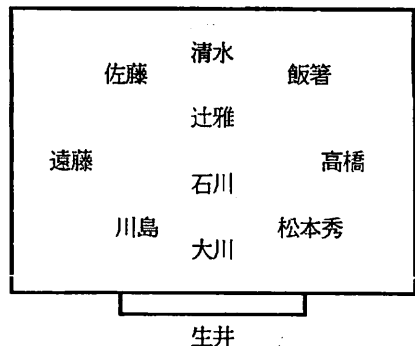 清水
佐藤 飯箸
辻雅
遠藤 高橋
石川
川島 松本秀
大川
生井